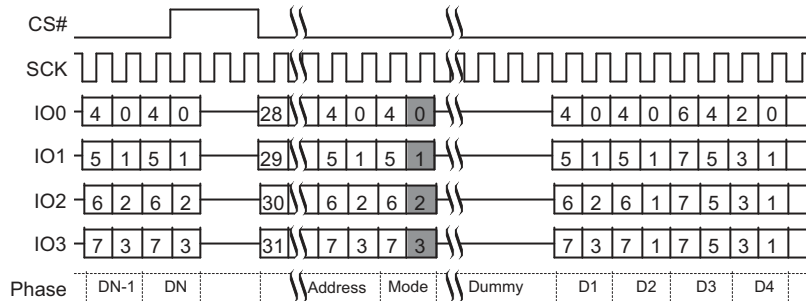 CS#
SCK
IO0 4 0 4 0 28 4 0 4 0 4 0 4 0 6 4 2 0
IO1 5 1 5 1 29 5 1 5 1 5 1 5 1 7 5 3 1
IO2 6 2 6 2 30 6 2 6 2 6 2 6 1 7 5 3 1
IO3 7 3 7 3 31 7 3 7 3 7 3 7 1 7 5 3 1
Phase DN-1 DN Address Mode Dummy D1 D2 D3 D4